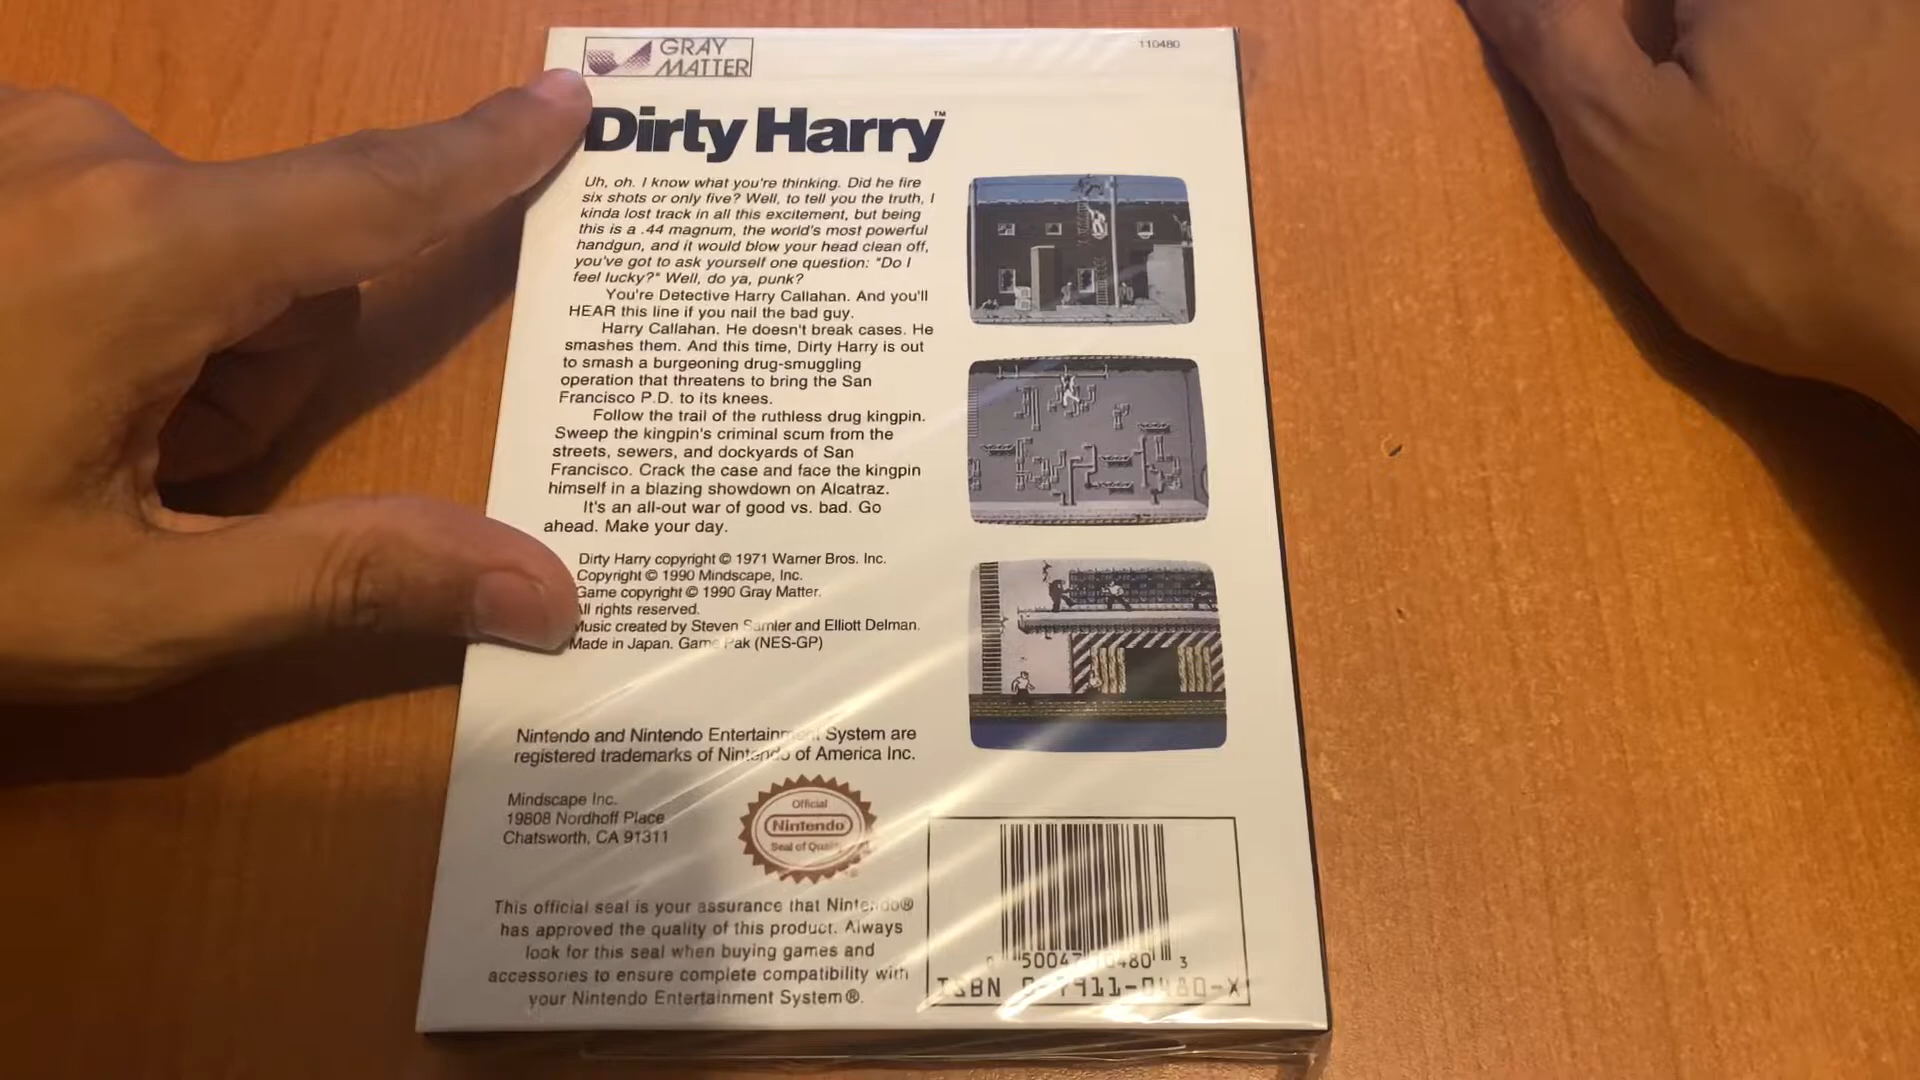 GRAY
MATTER
110480
Dirty Harry™
Uh, oh. I know what you're thinking. Did he fire
six shots or only five? Well, to tell you the truth, I
kinda lost track in all this excitement, but being
this is a .44 magnum, the world's most powerful
handgun, and it would blow your head clean off,
you've got to ask yourself one question: "Do I
feel lucky?" Well, do ya, punk?
You're Detective Harry Callahan. And you'll
HEAR this line if you nail the bad guy.
Harry Callahan. He doesn't break cases. He
smashes them. And this time, Dirty Harry is out
to smash a burgeoning drug-smuggling
operation that threatens to bring the San
Francisco P.D. to its knees.
Follow the trail of the ruthless drug kingpin.
Sweep the kingpin's criminal scum from the
streets, sewers, and dockyards of San
Francisco. Crack the case and face the kingpin
himself in a blazing showdown on Alcatraz.
It's an all-out war of good vs. bad. Go
ahead. Make your day.
Dirty Harry copyright © 1971 Warner Bros. Inc.
Copyright © 1990 Mindscape, Inc.
Game copyright © 1990 Gray Matter.
All rights reserved.
Music created by Steven Samler and Elliott Delman.
Made in Japan. Game Pak (NES-GP)
Nintendo and Nintendo Entertainment System are
registered trademarks of Nintendo of America Inc.
Mindscape Inc.
19808 Nordhoff Place
Chatsworth, CA 91311
Official
Nintendo
Seal of Quality
®
This official seal is your assurance that Nintendo®
has approved the quality of this product. Always
look for this seal when buying games and
accessories to ensure complete compatibility with
your Nintendo Entertainment System®.
0 50047 10480 3
ISBN 0-7911-0480-X